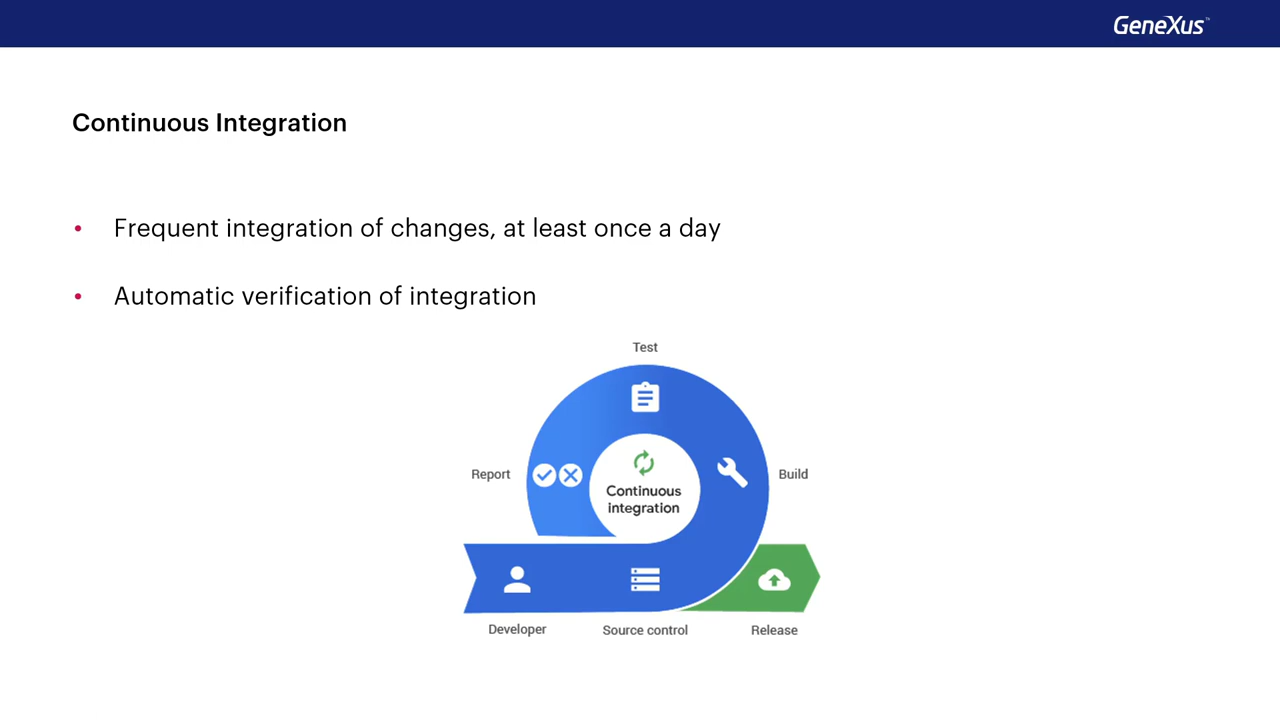 GeneXus™
Continuous Integration
• Frequent integration of changes, at least once a day
• Automatic verification of integration
Test
Report
Build
Continuous
integration
Developer
Source control
Release